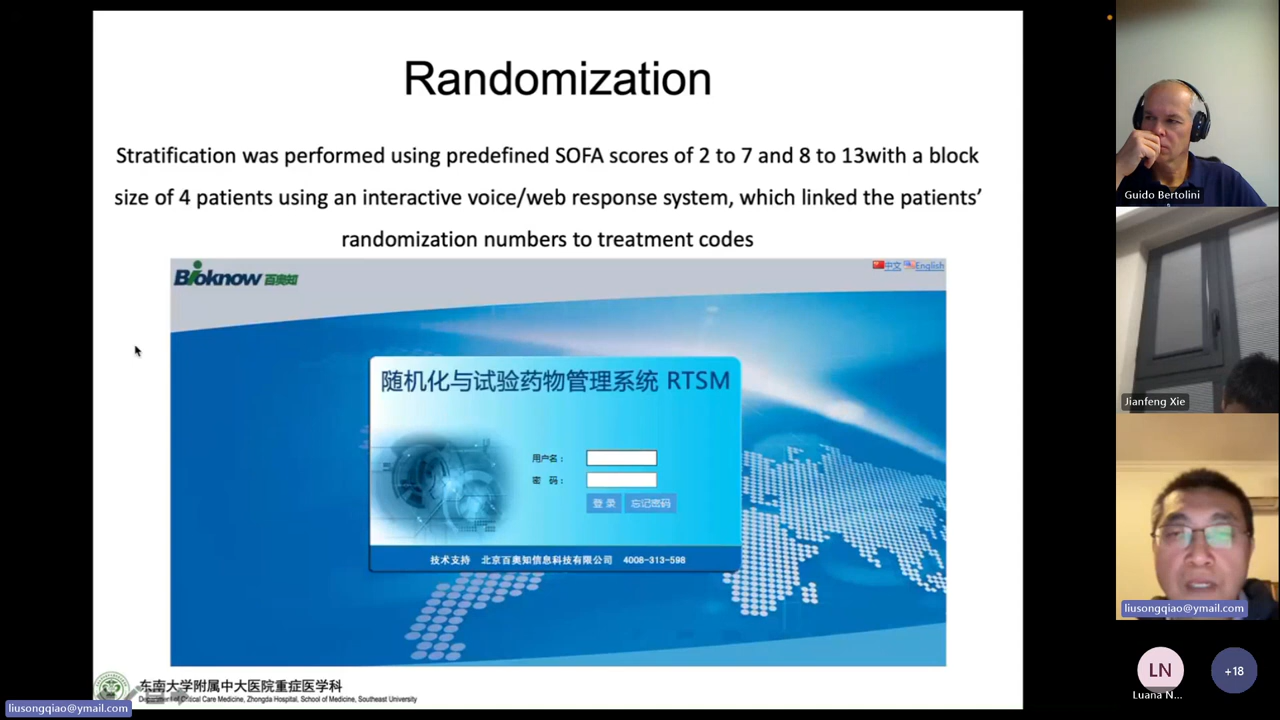 Randomization
Stratification was performed using predefined SOFA scores of 2 to 7 and 8 to 13with a block
size of 4 patients using an interactive voice/web response system, which linked the patients'
randomization numbers to treatment codes
Bioknow 百奥知
中文 English
随机化与试验药物管理系统 RTSM
用户名：
密 码：
登 录 忘记密码
技术支持 北京百奥知信息科技有限公司 4008-313-598
东南大学附属中大医院重症医学科
Department of Critical Care Medicine, Zhongda Hospital, School of Medicine, Southeast University
liusongqiao@ymail.com
Guido Bertolini
Jianfeng Xie
liusongqiao@ymail.com
LN
Luana N...
+18